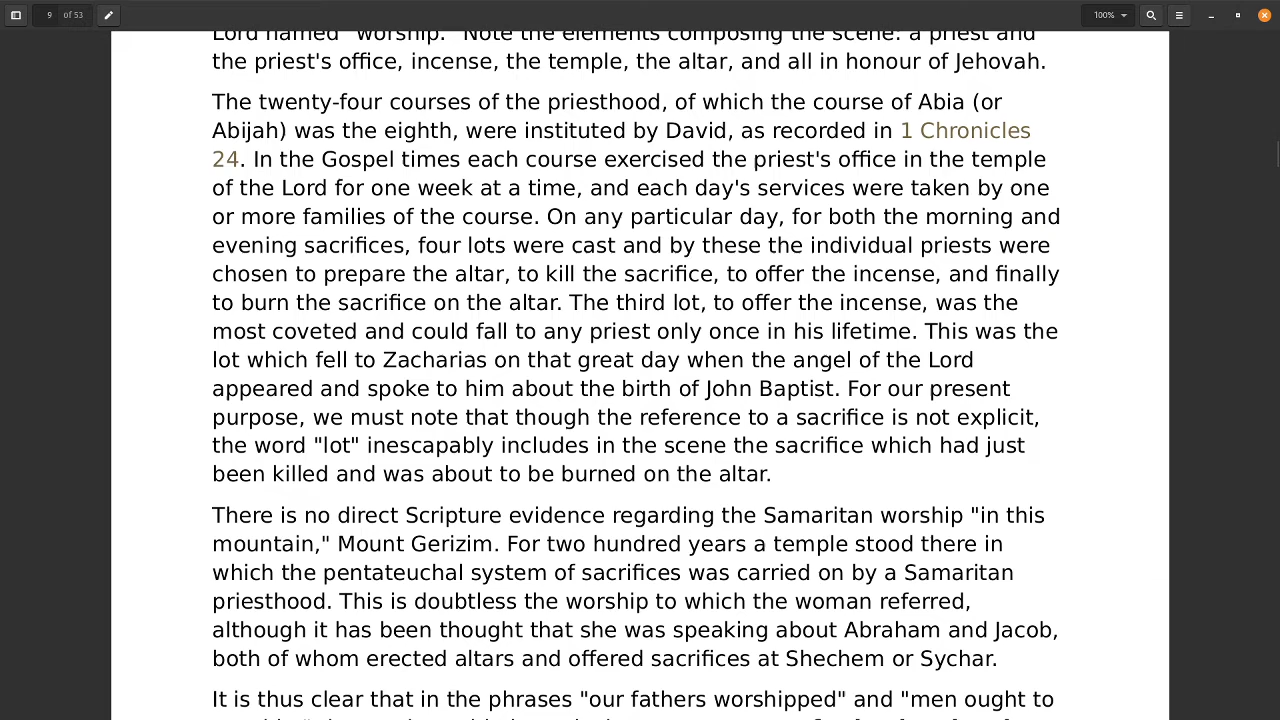 9 of 53
100%
Lord named "worship." Note the elements composing the scene: a priest and
the priest's office, incense, the temple, the altar, and all in honour of Jehovah.
The twenty-four courses of the priesthood, of which the course of Abia (or
Abijah) was the eighth, were instituted by David, as recorded in 1 Chronicles
24. In the Gospel times each course exercised the priest's office in the temple
of the Lord for one week at a time, and each day's services were taken by one
or more families of the course. On any particular day, for both the morning and
evening sacrifices, four lots were cast and by these the individual priests were
chosen to prepare the altar, to kill the sacrifice, to offer the incense, and finally
to burn the sacrifice on the altar. The third lot, to offer the incense, was the
most coveted and could fall to any priest only once in his lifetime. This was the
lot which fell to Zacharias on that great day when the angel of the Lord
appeared and spoke to him about the birth of John Baptist. For our present
purpose, we must note that though the reference to a sacrifice is not explicit,
the word "lot" inescapably includes in the scene the sacrifice which had just
been killed and was about to be burned on the altar.
There is no direct Scripture evidence regarding the Samaritan worship "in this
mountain," Mount Gerizim. For two hundred years a temple stood there in
which the pentateuchal system of sacrifices was carried on by a Samaritan
priesthood. This is doubtless the worship to which the woman referred,
although it has been thought that she was speaking about Abraham and Jacob,
both of whom erected altars and offered sacrifices at Shechem or Sychar.
It is thus clear that in the phrases "our fathers worshipped" and "men ought to